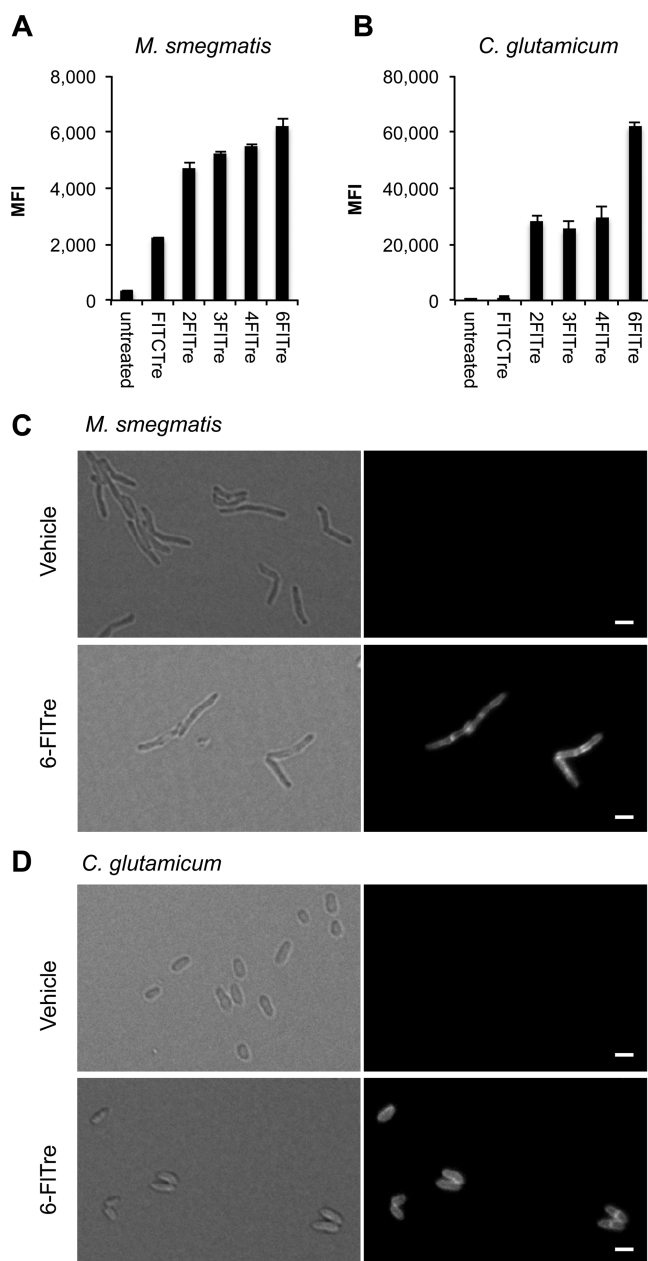 A
M. smegmatis
MFI
8,000
6,000
4,000
2,000
0
untreated
FITCTre
2FlTre
3FlTre
4FlTre
6FlTre
B
C. glutamicum
MFI
80,000
60,000
40,000
20,000
0
untreated
FITCTre
2FlTre
3FlTre
4FlTre
6FlTre
C
M. smegmatis
Vehicle
6-FlTre
D
C. glutamicum
Vehicle
6-FlTre